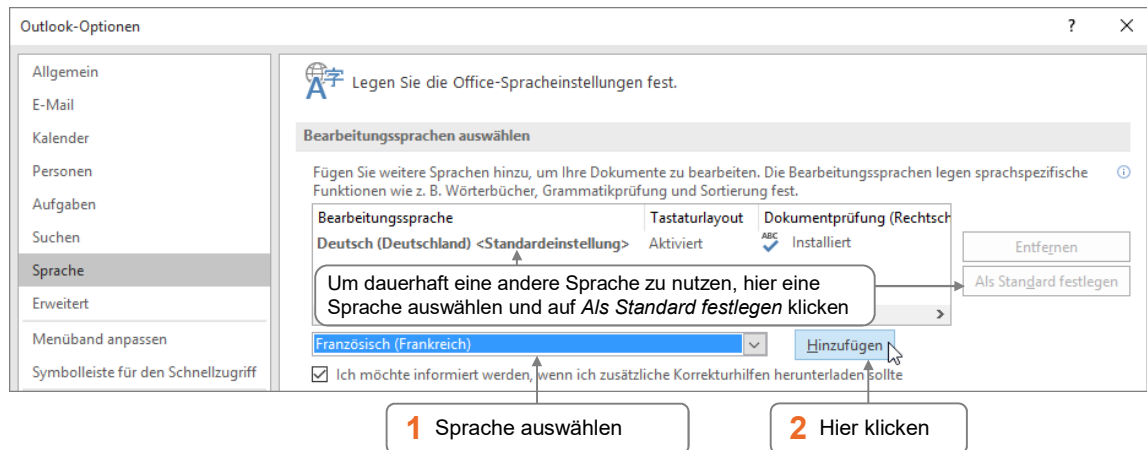 Outlook-Optionen
?
Allgemein
E-Mail
Kalender
Personen
Aufgaben
Suchen
Sprache
Erweitert
Menüband anpassen
Symbolleiste für den Schnellzugriff
Legen Sie die Office-Spracheinstellungen fest.
Bearbeitungssprachen auswählen
Fügen Sie weitere Sprachen hinzu, um Ihre Dokumente zu bearbeiten. Die Bearbeitungssprachen legen sprachspezifische
Funktionen wie z. B. Wörterbücher, Grammatikprüfung und Sortierung fest.
Bearbeitungssprache Tastaturlayout Dokumentprüfung (Rechtsch
Deutsch (Deutschland) <Standardeinstellung> Aktiviert ABC Installiert
Entfernen
Um dauerhaft eine andere Sprache zu nutzen, hier eine
Sprache auswählen und auf Als Standard festlegen klicken
Als Standard festlegen
Französisch (Frankreich)
Hinzufügen
Ich möchte informiert werden, wenn ich zusätzliche Korrekturhilfen herunterladen sollte
1 Sprache auswählen
2 Hier klicken